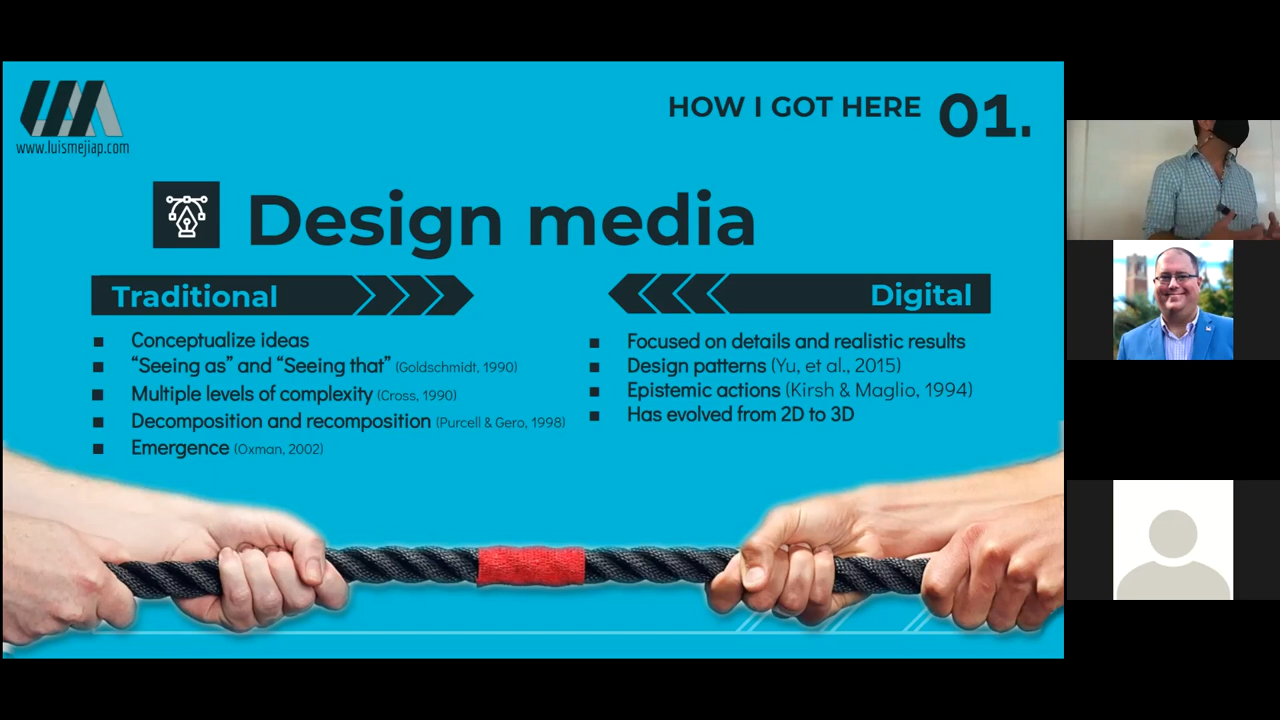 www.luismejiap.com
HOW I GOT HERE 01.
Design media
Traditional
■ Conceptualize ideas
■ “Seeing as” and “Seeing that” (Goldschmidt, 1990)
■ Multiple levels of complexity (Cross, 1990)
■ Decomposition and recomposition (Purcell & Gero, 1998)
■ Emergence (Oxman, 2002)
Digital
■ Focused on details and realistic results
■ Design patterns (Yu, et al., 2015)
■ Epistemic actions (Kirsh & Maglio, 1994)
■ Has evolved from 2D to 3D